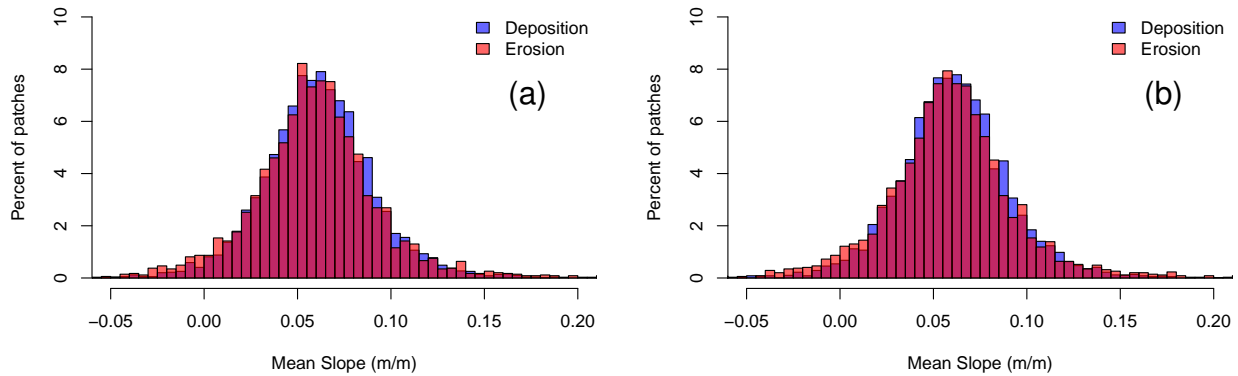 Percent of patches
10
8
6
4
2
0
Deposition
Erosion
(a)
−0.05 0.00 0.05 0.10 0.15 0.20
Mean Slope (m/m)
Percent of patches
10
8
6
4
2
0
Deposition
Erosion
(b)
−0.05 0.00 0.05 0.10 0.15 0.20
Mean Slope (m/m)